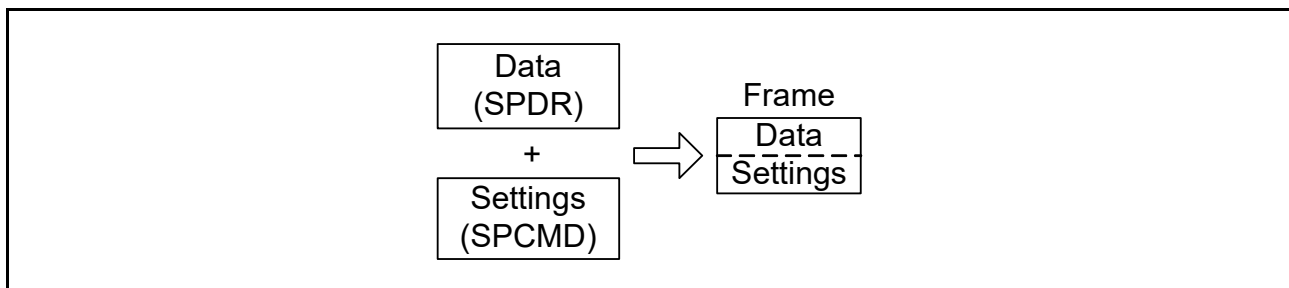 Data
(SPDR)
+
Settings
(SPCMD)
Frame
Data
Settings